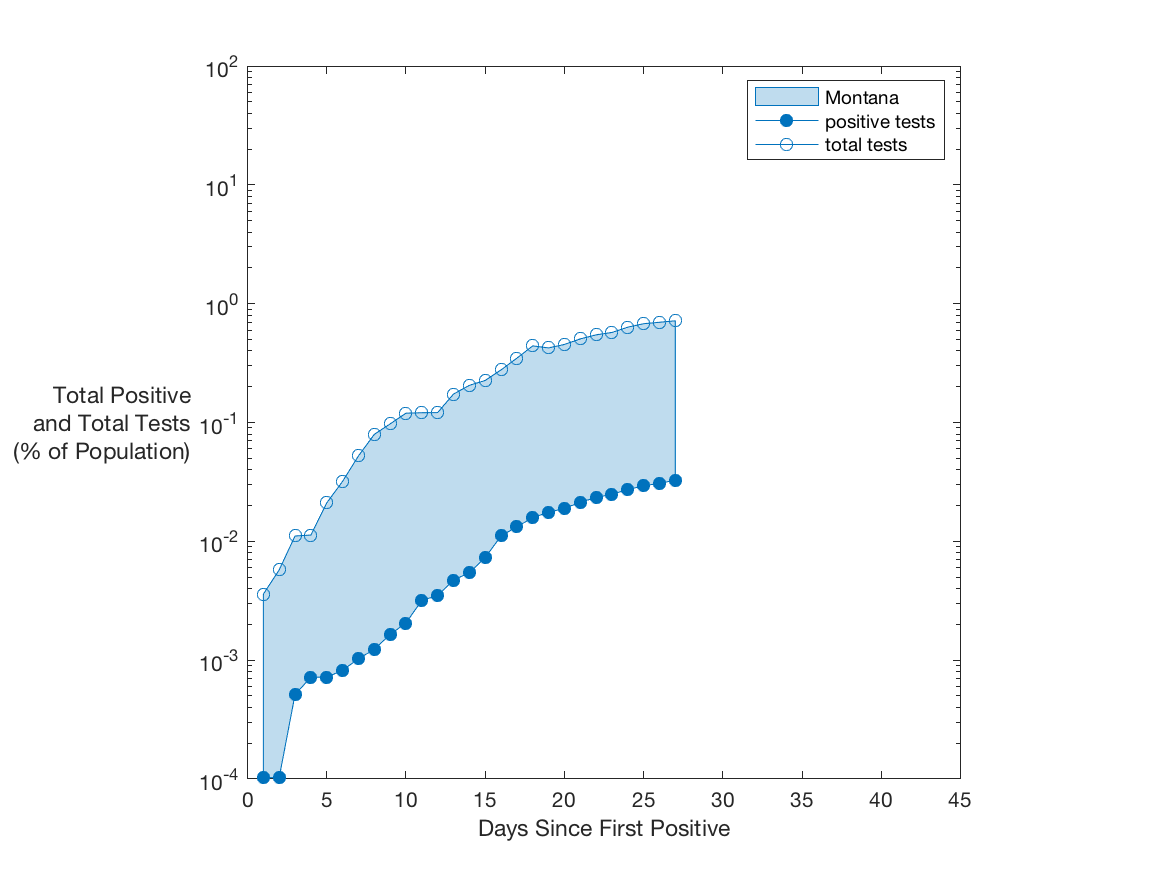 10^2
Montana
positive tests
total tests
10^1
10^0
Total Positive
and Total Tests
(% of Population)
10^-1
10^-2
10^-3
10^-4
0 5 10 15 20 25 30 35 40 45
Days Since First Positive